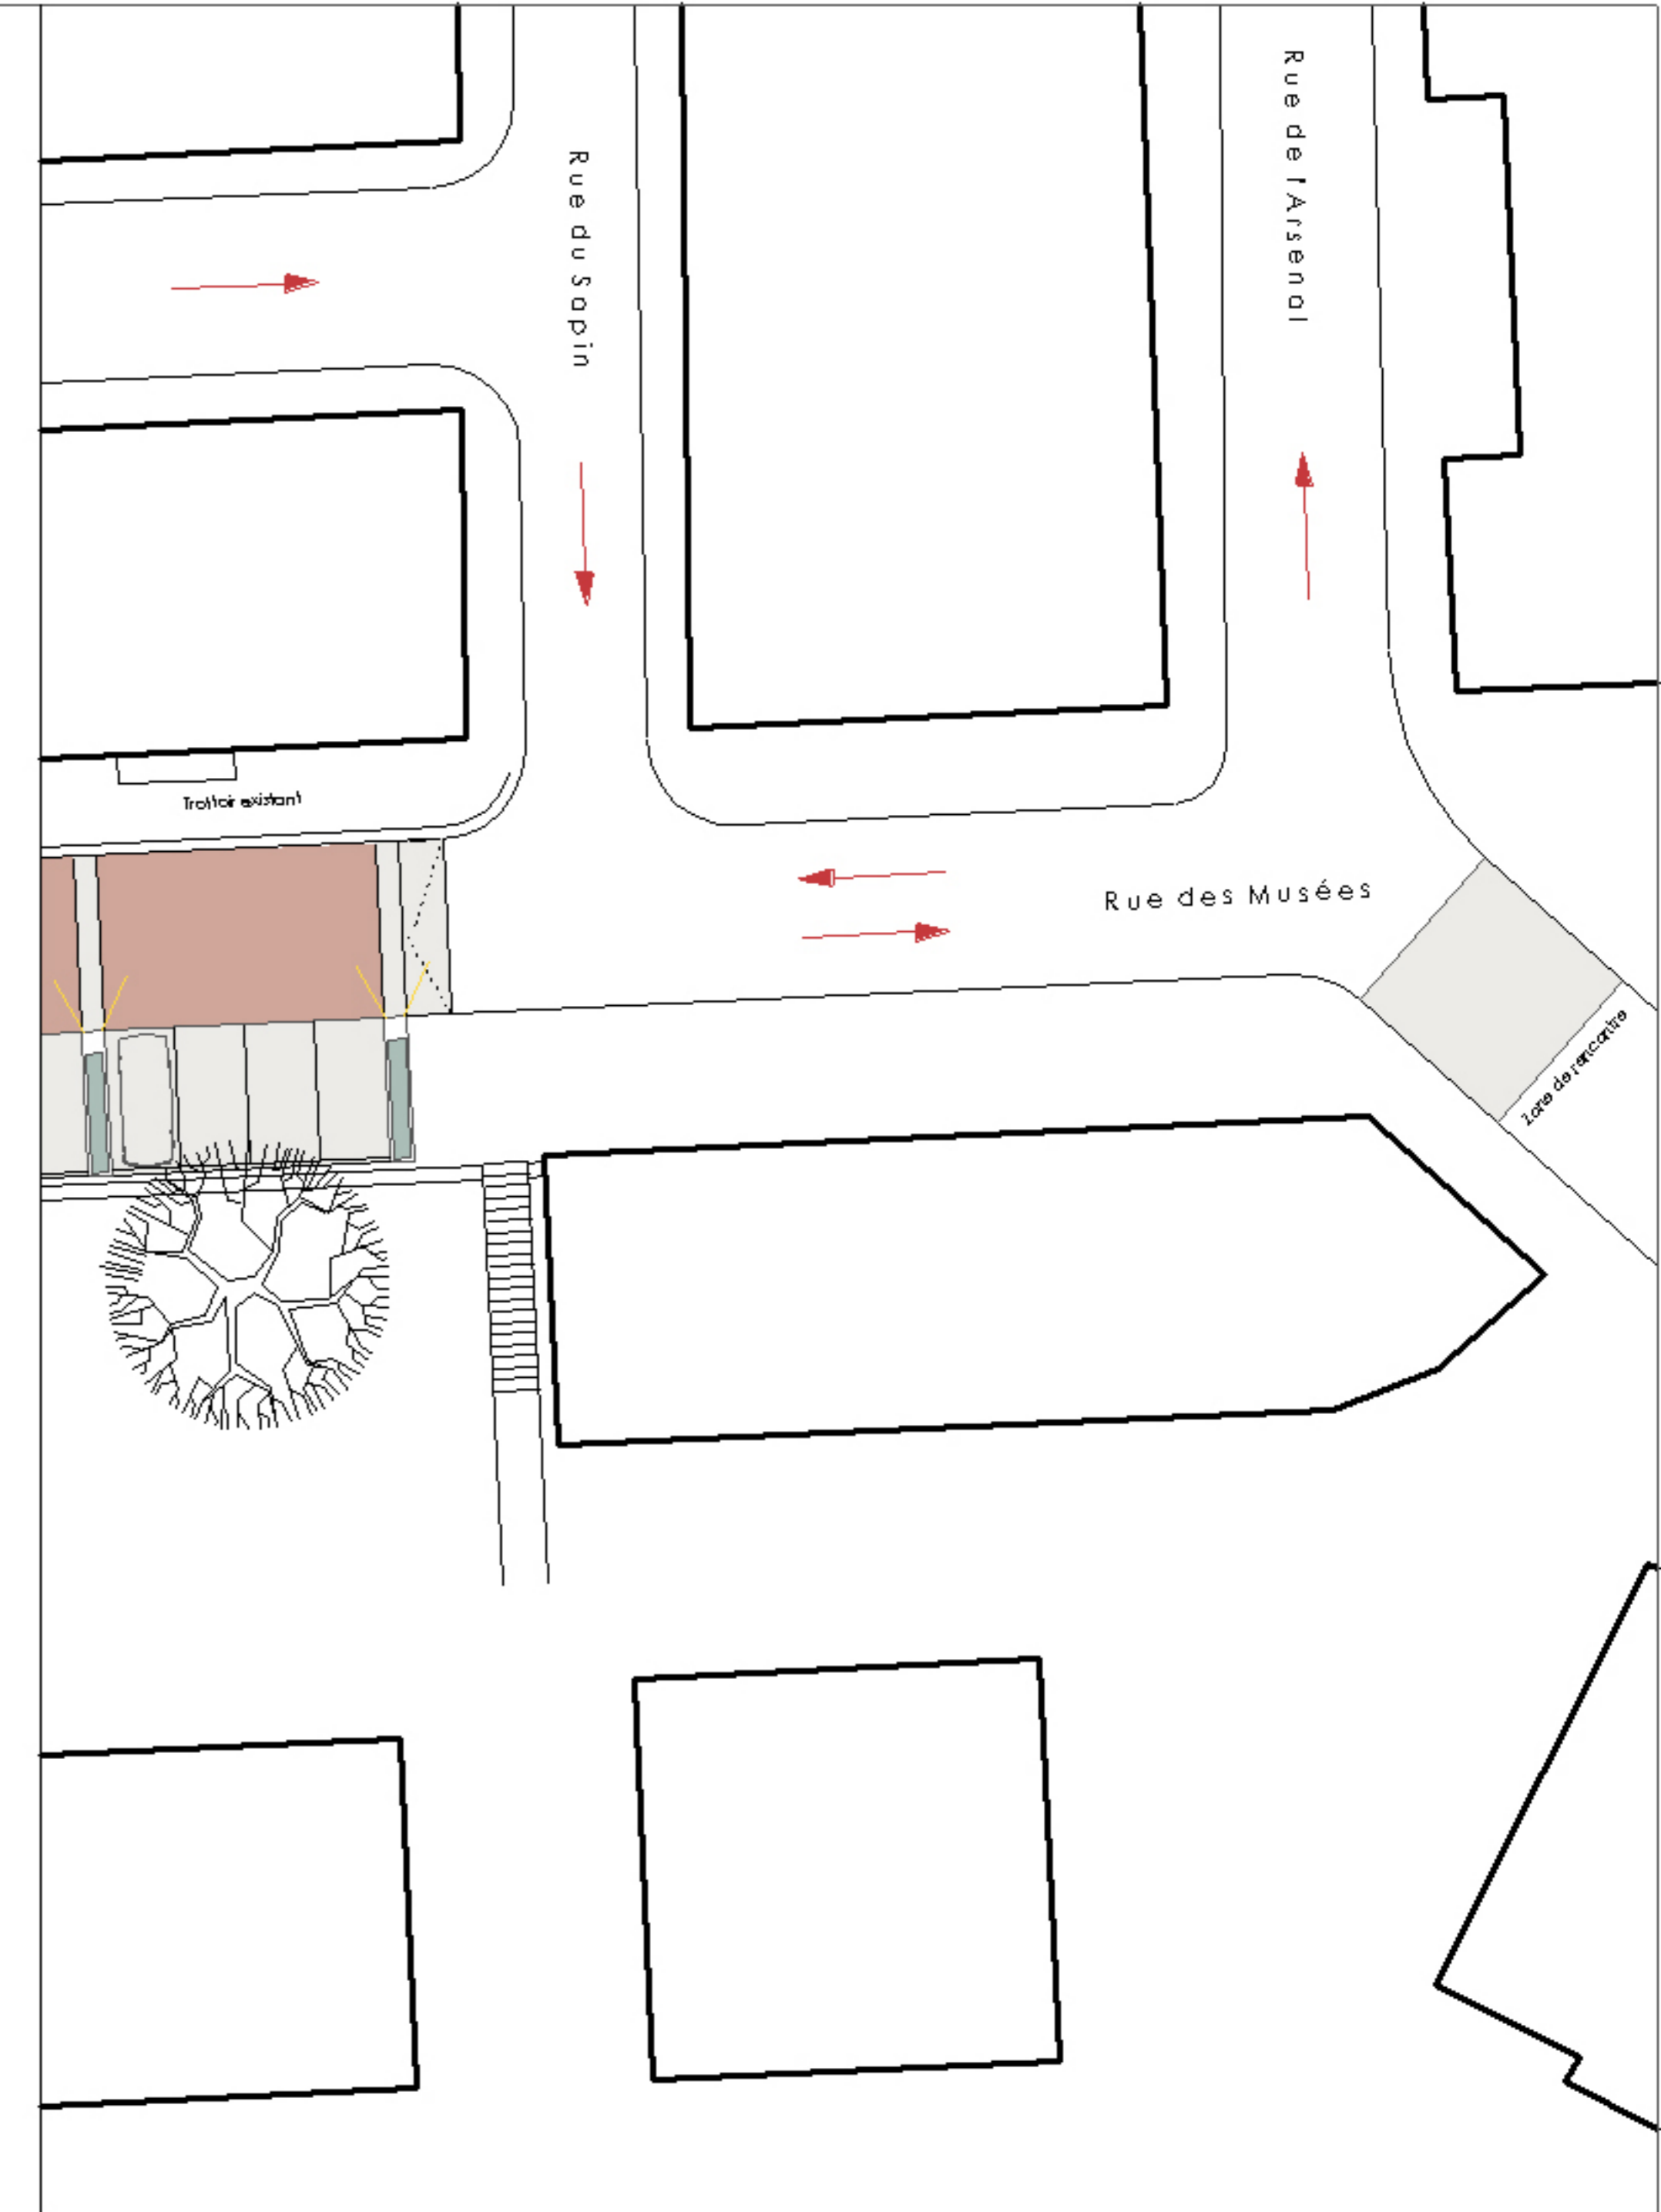 Rue de l'Arsenal
Rue du Sapin
Trottoir existant
Rue des Musées
Zone de rencontre